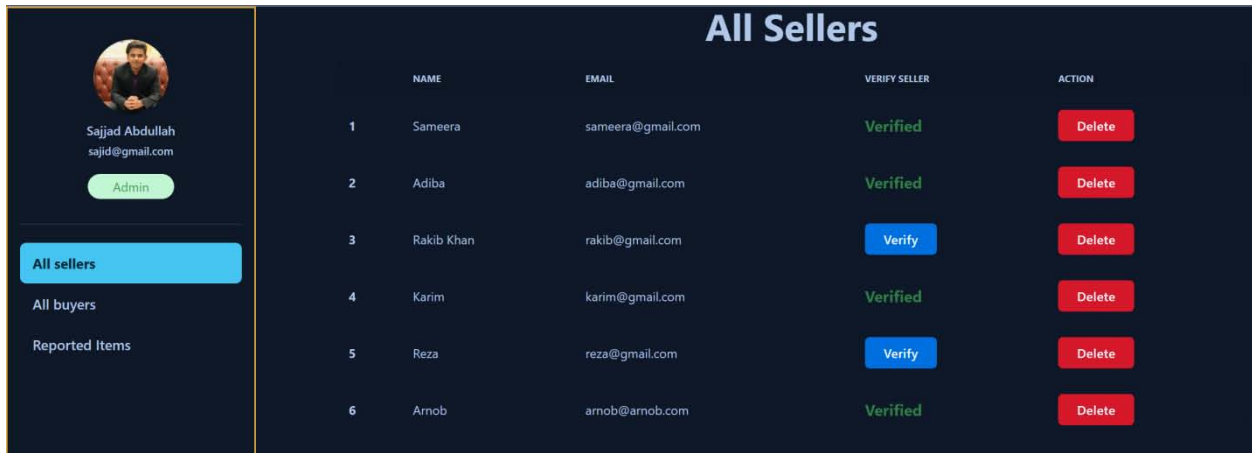 Sajjad Abdullah
sajid@gmail.com
Admin
All sellers
All buyers
Reported Items
All Sellers
NAME EMAIL VERIFY SELLER ACTION
1 Sameera sameera@gmail.com Verified Delete
2 Adiba adiba@gmail.com Verified Delete
3 Rakib Khan rakib@gmail.com Verify Delete
4 Karim karim@gmail.com Verified Delete
5 Reza reza@gmail.com Verify Delete
6 Arnob arnob@arnob.com Verified Delete